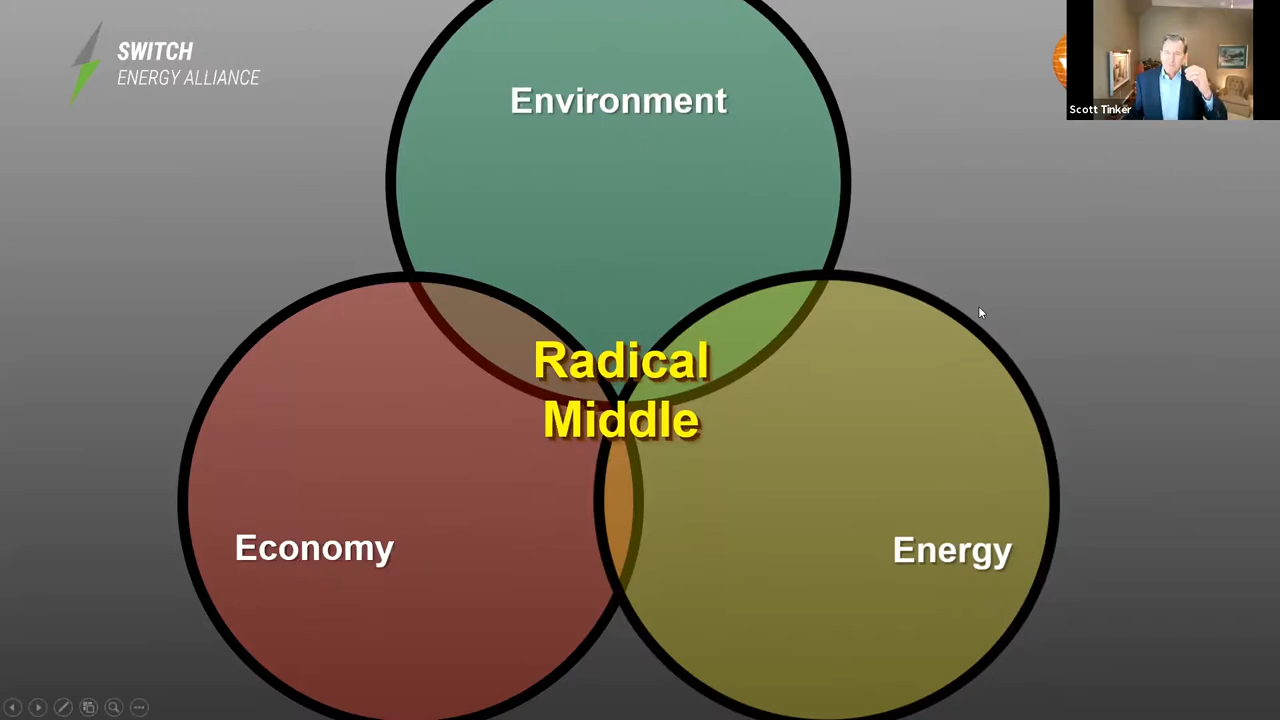 SWITCH
ENERGY ALLIANCE
Environment
Scott Tinker
Radical
Middle
Economy
Energy